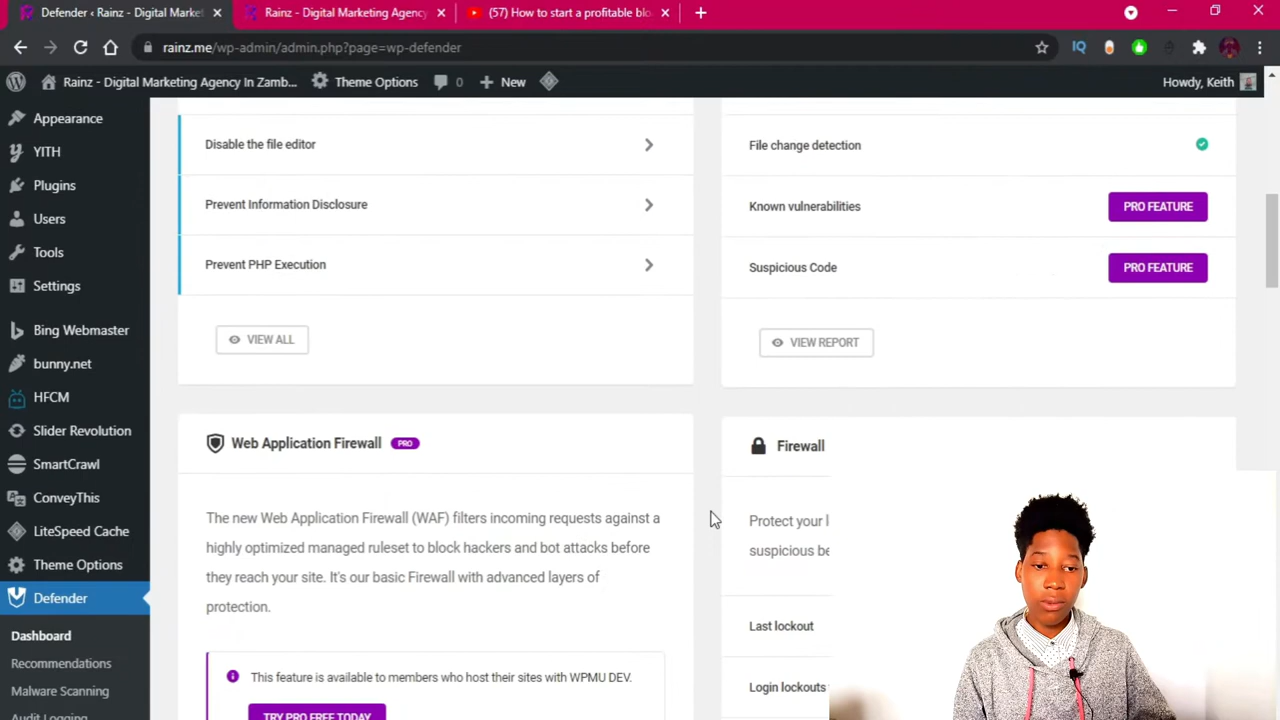 Defender ‹ Rainz - Digital Market
Rainz - Digital Marketing Agency
(57) How to start a profitable blo
rainz.me/wp-admin/admin.php?page=wp-defender
IQ
Rainz - Digital Marketing Agency In Zamb...
Theme Options
0
New
Howdy, Keith
Appearance
YITH
Plugins
Users
Tools
Settings
Bing Webmaster
bunny.net
HFCM
Slider Revolution
SmartCrawl
ConveyThis
LiteSpeed Cache
Theme Options
Defender
Dashboard
Recommendations
Malware Scanning
Audit Logging
Disable the file editor
Prevent Information Disclosure
Prevent PHP Execution
VIEW ALL
File change detection
Known vulnerabilities
PRO FEATURE
Suspicious Code
PRO FEATURE
VIEW REPORT
Web Application Firewall
PRO
The new Web Application Firewall (WAF) filters incoming requests against a
highly optimized managed ruleset to block hackers and bot attacks before
they reach your site. It's our basic Firewall with advanced layers of
protection.
This feature is available to members who host their sites with WPMU DEV.
TRY PRO FREE TODAY
Firewall
Protect your l
suspicious be
Last lockout
Login lockouts